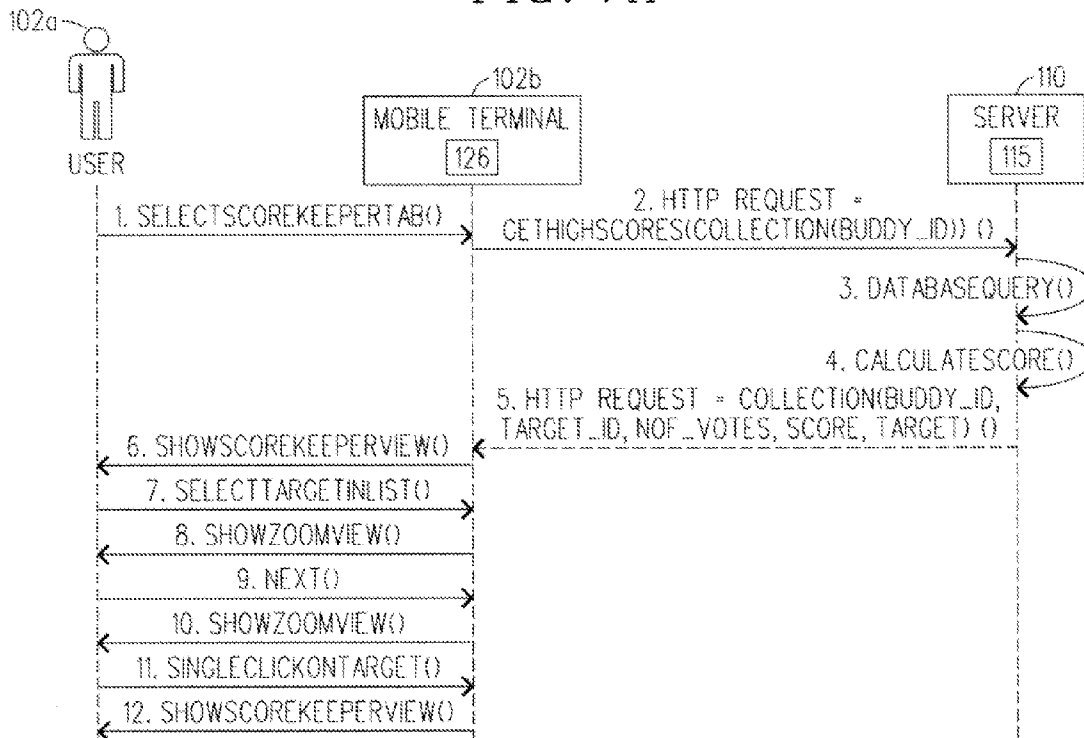 102a
102b
110
MOBILE TERMINAL
126
SERVER
115
USER
1. SELECTSCOREKEEPERTAB()
2. HTTP REQUEST =
GETHIGHSCORES(COLLECTION(BUDDY_ID)) ()
3. DATABASEQUERY()
4. CALCULATESCORE()
5. HTTP REQUEST = COLLECTION(BUDDY_ID,
TARGET_ID, NOF_VOTES, SCORE, TARGET) ()
6. SHOWSCOREKEEPERVIEW()
7. SELECTTARGETINLIST()
8. SHOWZOOMVIEW()
9. NEXT()
10. SHOWZOOMVIEW()
11. SINGLECLICKONTARGET()
12. SHOWSCOREKEEPERVIEW()